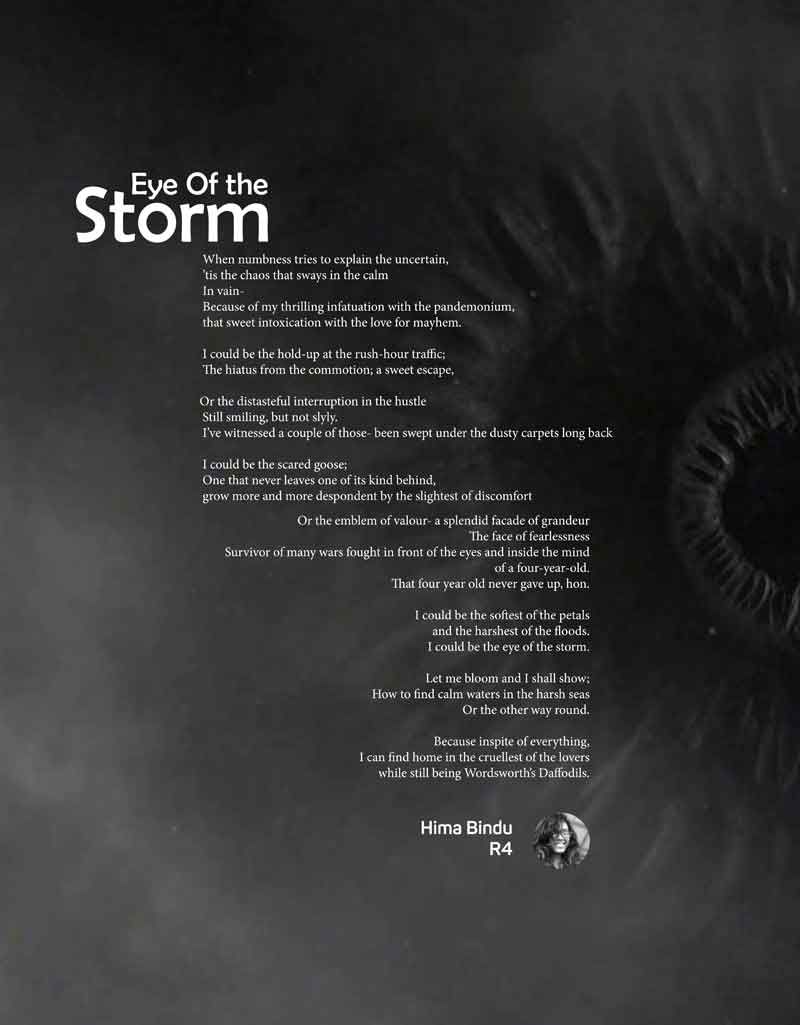 Eye Of the
Storm
When numbness tries to explain the uncertain,
'tis the chaos that sways in the calm
In vain-
Because of my thrilling infatuation with the pandemonium,
that sweet intoxication with the love for mayhem.
I could be the hold-up at the rush-hour traffic;
The hiatus from the commotion; a sweet escape,
Or the distasteful interruption in the hustle
Still smiling, but not slyly.
I've witnessed a couple of those- been swept under the dusty carpets long back
I could be the scared goose;
One that never leaves one of its kind behind,
grow more and more despondent by the slightest of discomfort
Or the emblem of valour- a splendid facade of grandeur
The face of fearlessness
Survivor of many wars fought in front of the eyes and inside the mind
of a four-year-old.
That four year old never gave up, hon.
I could be the softest of the petals
and the harshest of the floods.
I could be the eye of the storm.
Let me bloom and I shall show;
How to find calm waters in the harsh seas
Or the other way round.
Because inspite of everything,
I can find home in the cruellest of the lovers
while still being Wordsworth's Daffodils.
Hima Bindu
R4